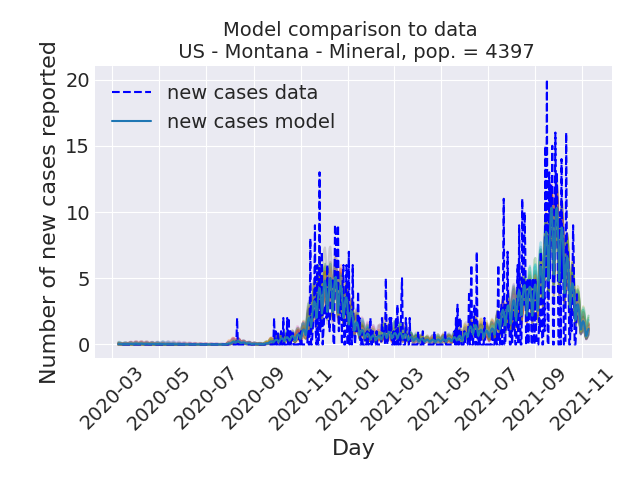 Model comparison to data
US - Montana - Mineral, pop. = 4397
Number of new cases reported
20
15
10
5
0
new cases data
new cases model
2020-03
2020-05
2020-07
2020-09
2020-11
2021-01
2021-03
2021-05
2021-07
2021-09
2021-11
Day